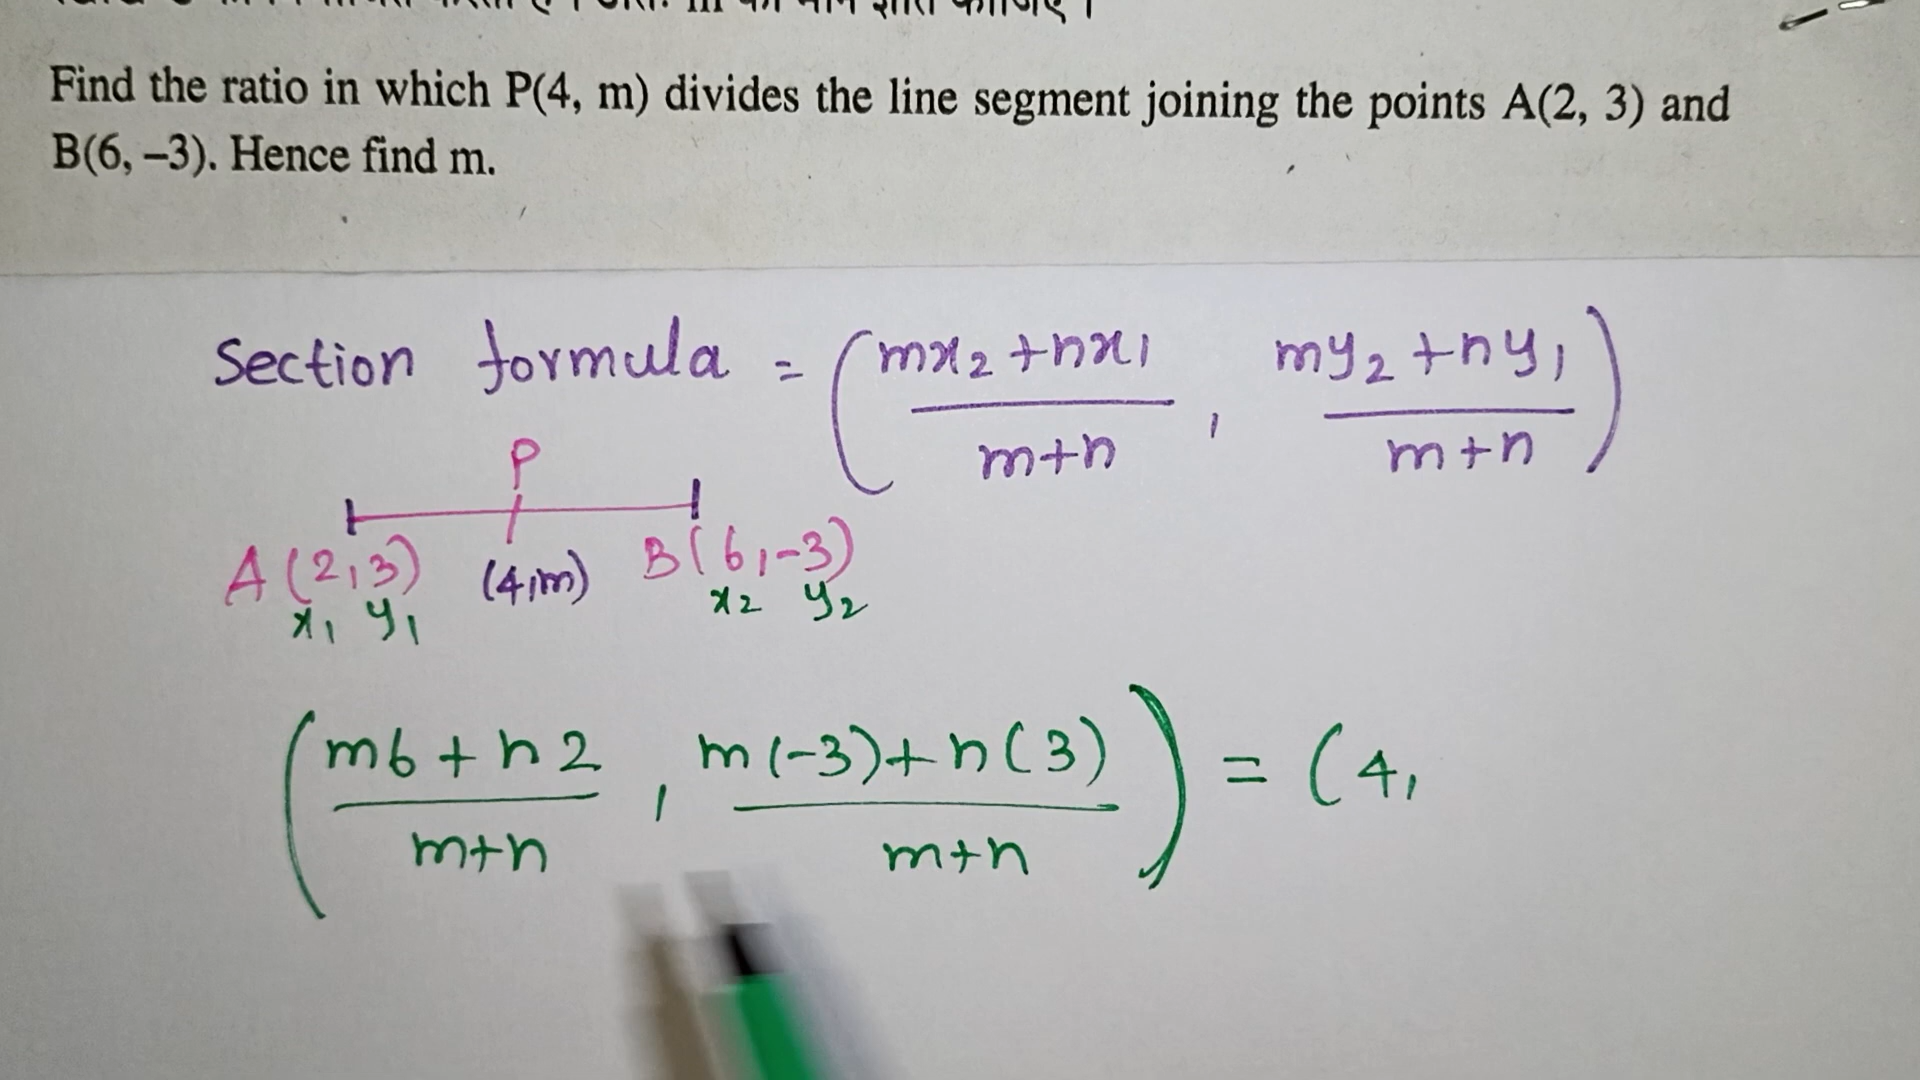 का मान ज्ञात कीजिए ।
Find the ratio in which P(4, m) divides the line segment joining the points A(2, 3) and
B(6, –3). Hence find m.
Section formula = (mx₂+nx₁ / m+n , my₂+ny₁ / m+n)
P
A(2,3) (4,m) B(6,-3)
x₁ y₁ x₂ y₂
(m6+n2 / m+n , m(-3)+n(3) / m+n) = (4,